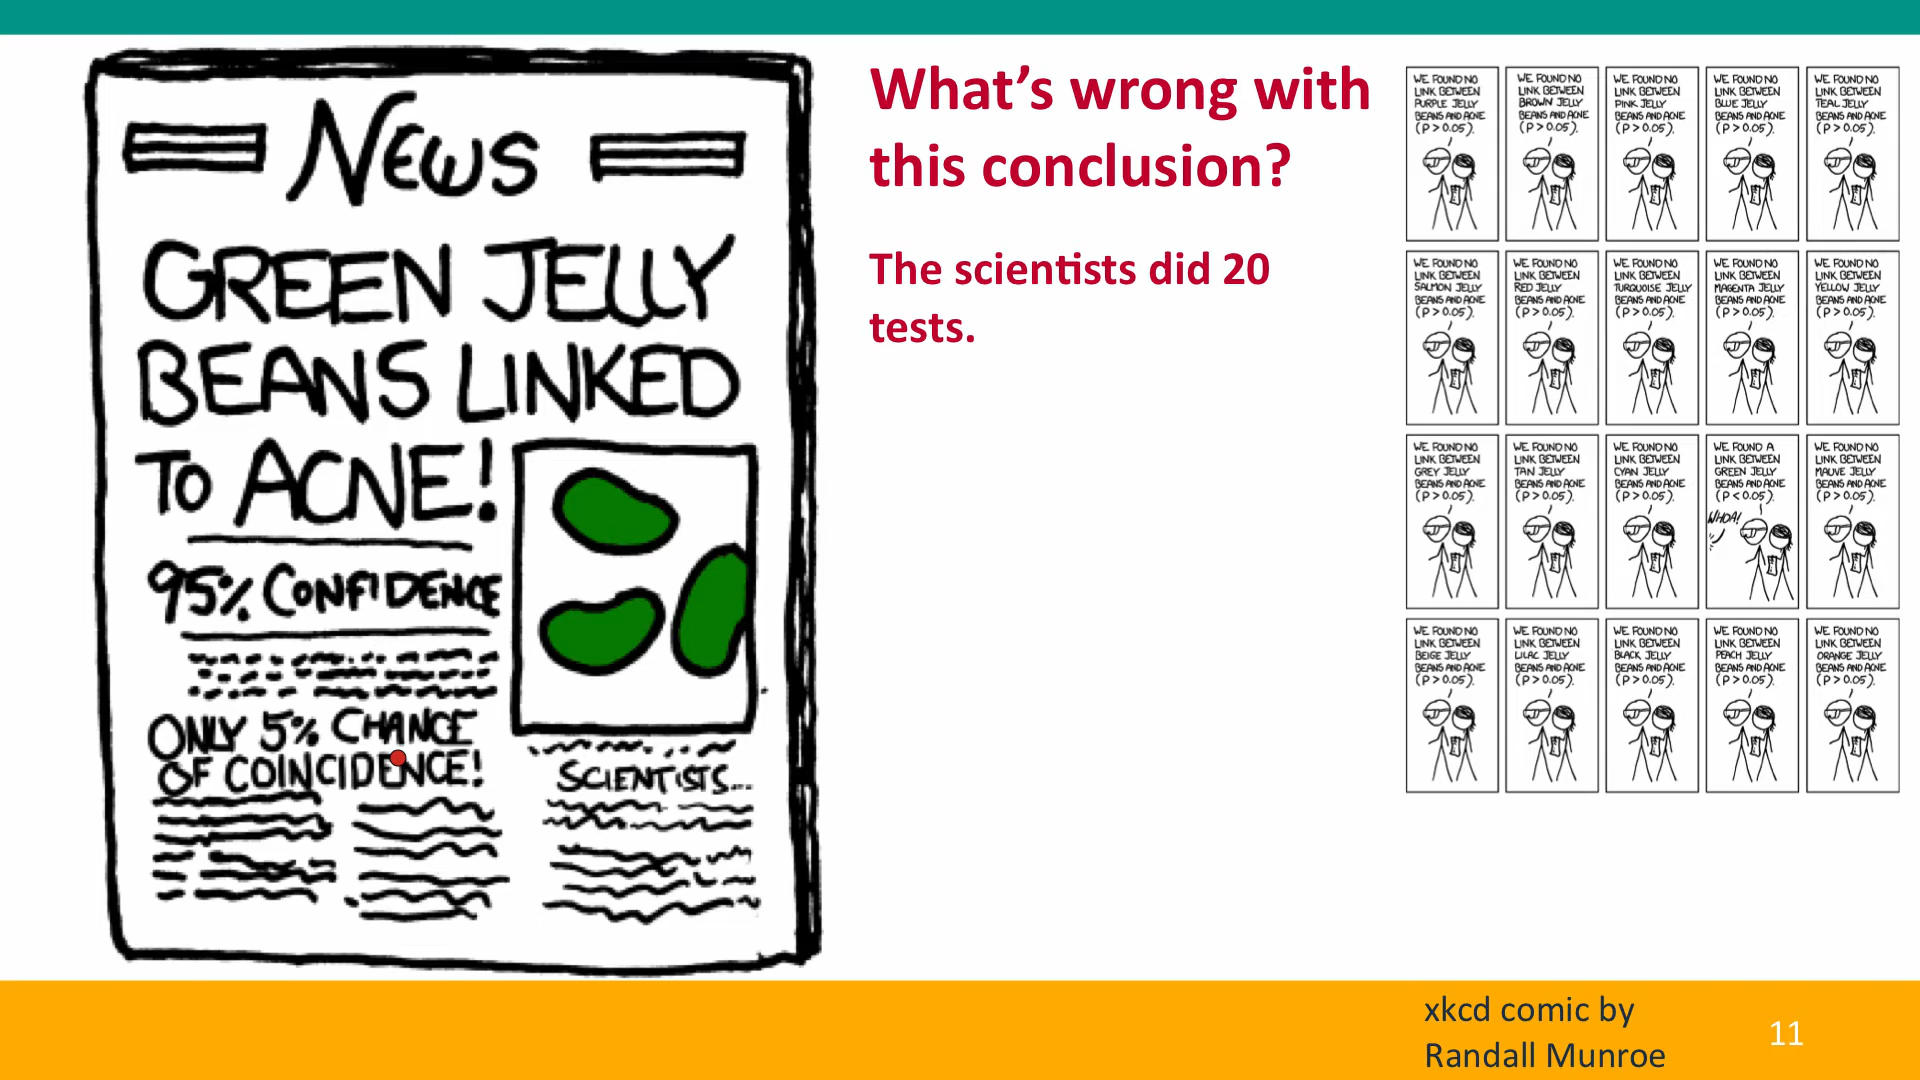 News
GREEN JELLY
BEANS LINKED
TO ACNE!
95% CONFIDENCE
ONLY 5% CHANCE
OF COINCIDENCE!
SCIENTISTS...
What's wrong with
this conclusion?
The scientists did 20
tests.
WE FOUND NO
LINK BETWEEN
PURPLE JELLY
BEANS AND ACNE
(P > 0.05).
WE FOUND NO
LINK BETWEEN
BROWN JELLY
BEANS AND ACNE
(P > 0.05).
WE FOUND NO
LINK BETWEEN
PINK JELLY
BEANS AND ACNE
(P > 0.05).
WE FOUND NO
LINK BETWEEN
BLUE JELLY
BEANS AND ACNE
(P > 0.05).
WE FOUND NO
LINK BETWEEN
TEAL JELLY
BEANS AND ACNE
(P > 0.05).
WE FOUND NO
LINK BETWEEN
SALMON JELLY
BEANS AND ACNE
(P > 0.05).
WE FOUND NO
LINK BETWEEN
RED JELLY
BEANS AND ACNE
(P > 0.05).
WE FOUND NO
LINK BETWEEN
TURQUOISE JELLY
BEANS AND ACNE
(P > 0.05).
WE FOUND NO
LINK BETWEEN
MAGENTA JELLY
BEANS AND ACNE
(P > 0.05).
WE FOUND NO
LINK BETWEEN
YELLOW JELLY
BEANS AND ACNE
(P > 0.05).
WE FOUND NO
LINK BETWEEN
GREY JELLY
BEANS AND ACNE
(P > 0.05).
WE FOUND NO
LINK BETWEEN
TAN JELLY
BEANS AND ACNE
(P > 0.05).
WE FOUND NO
LINK BETWEEN
CYAN JELLY
BEANS AND ACNE
(P > 0.05).
WE FOUND A
LINK BETWEEN
GREEN JELLY
BEANS AND ACNE
(P < 0.05).
WHOA!
WE FOUND NO
LINK BETWEEN
MAUVE JELLY
BEANS AND ACNE
(P > 0.05).
WE FOUND NO
LINK BETWEEN
BEIGE JELLY
BEANS AND ACNE
(P > 0.05).
WE FOUND NO
LINK BETWEEN
LILAC JELLY
BEANS AND ACNE
(P > 0.05).
WE FOUND NO
LINK BETWEEN
BLACK JELLY
BEANS AND ACNE
(P > 0.05).
WE FOUND NO
LINK BETWEEN
PEACH JELLY
BEANS AND ACNE
(P > 0.05).
WE FOUND NO
LINK BETWEEN
ORANGE JELLY
BEANS AND ACNE
(P > 0.05).
xkcd comic by
Randall Munroe
11